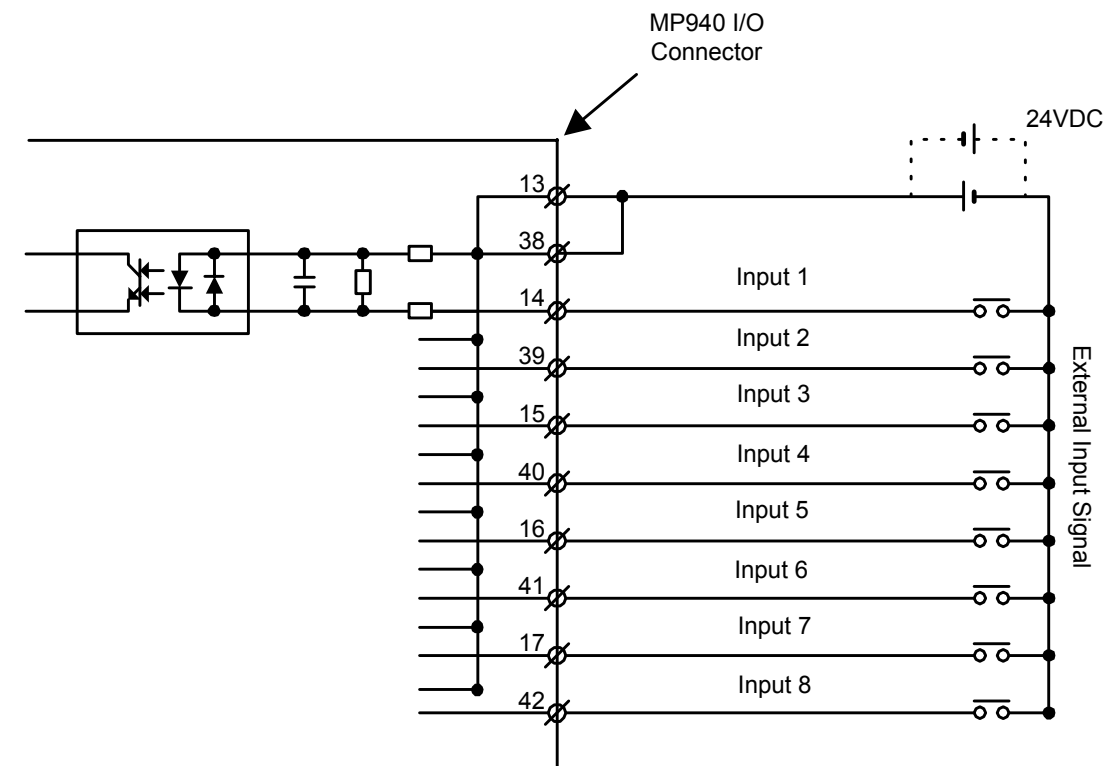 MP940 I/O
Connector
24VDC
13
38
Input 1
14
Input 2
39
Input 3
15
Input 4
40
Input 5
16
Input 6
41
Input 7
17
Input 8
42
External Input Signal